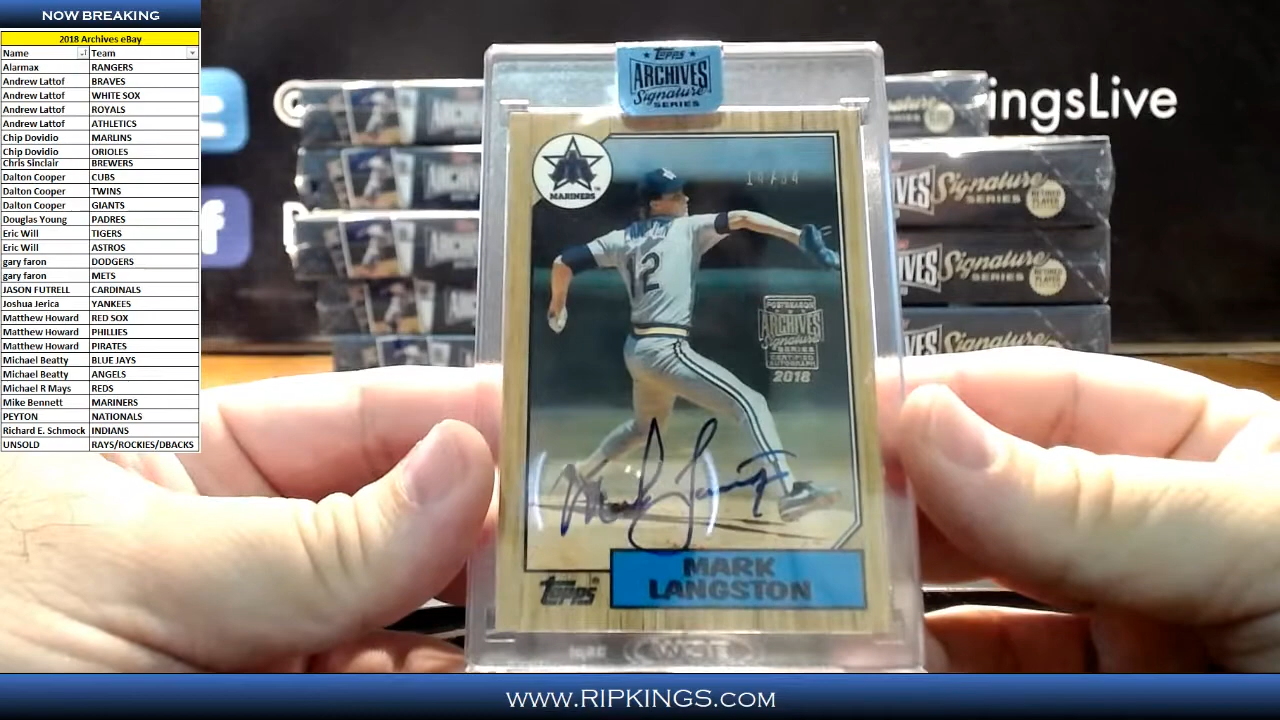 NOW BREAKING
2018 Archives eBay
Name Team
Alarmax RANGERS
Andrew Lattof BRAVES
Andrew Lattof WHITE SOX
Andrew Lattof ROYALS
Andrew Lattof ATHLETICS
Chip Dovidio MARLINS
Chip Dovidio ORIOLES
Chris Sinclair BREWERS
Dalton Cooper CUBS
Dalton Cooper TWINS
Dalton Cooper GIANTS
Douglas Young PADRES
Eric Will TIGERS
Eric Will ASTROS
gary faron DODGERS
gary faron METS
JASON FUTRELL CARDINALS
Joshua Jerica YANKEES
Matthew Howard RED SOX
Matthew Howard PHILLIES
Matthew Howard PIRATES
Michael Beatty BLUE JAYS
Michael Beatty ANGELS
Michael R Mays REDS
Mike Bennett MARINERS
PEYTON NATIONALS
Richard E. Schmock INDIANS
UNSOLD RAYS/ROCKIES/DBACKS
ingsLive
TOPPS
ARCHIVES
Signature
SERIES
MARINERS
12
POSTSEASON
ARCHIVES
Signature
SERIES
CERTIFIED
AUTOGRAPH
2018
MARK
LANGSTON
Topps
VES Signature
SERIES
RETIRED
PLAYER
IVES Signature
SERIES
RETIRED
PLAYER
Signature
WWW.RIPKINGS.COM